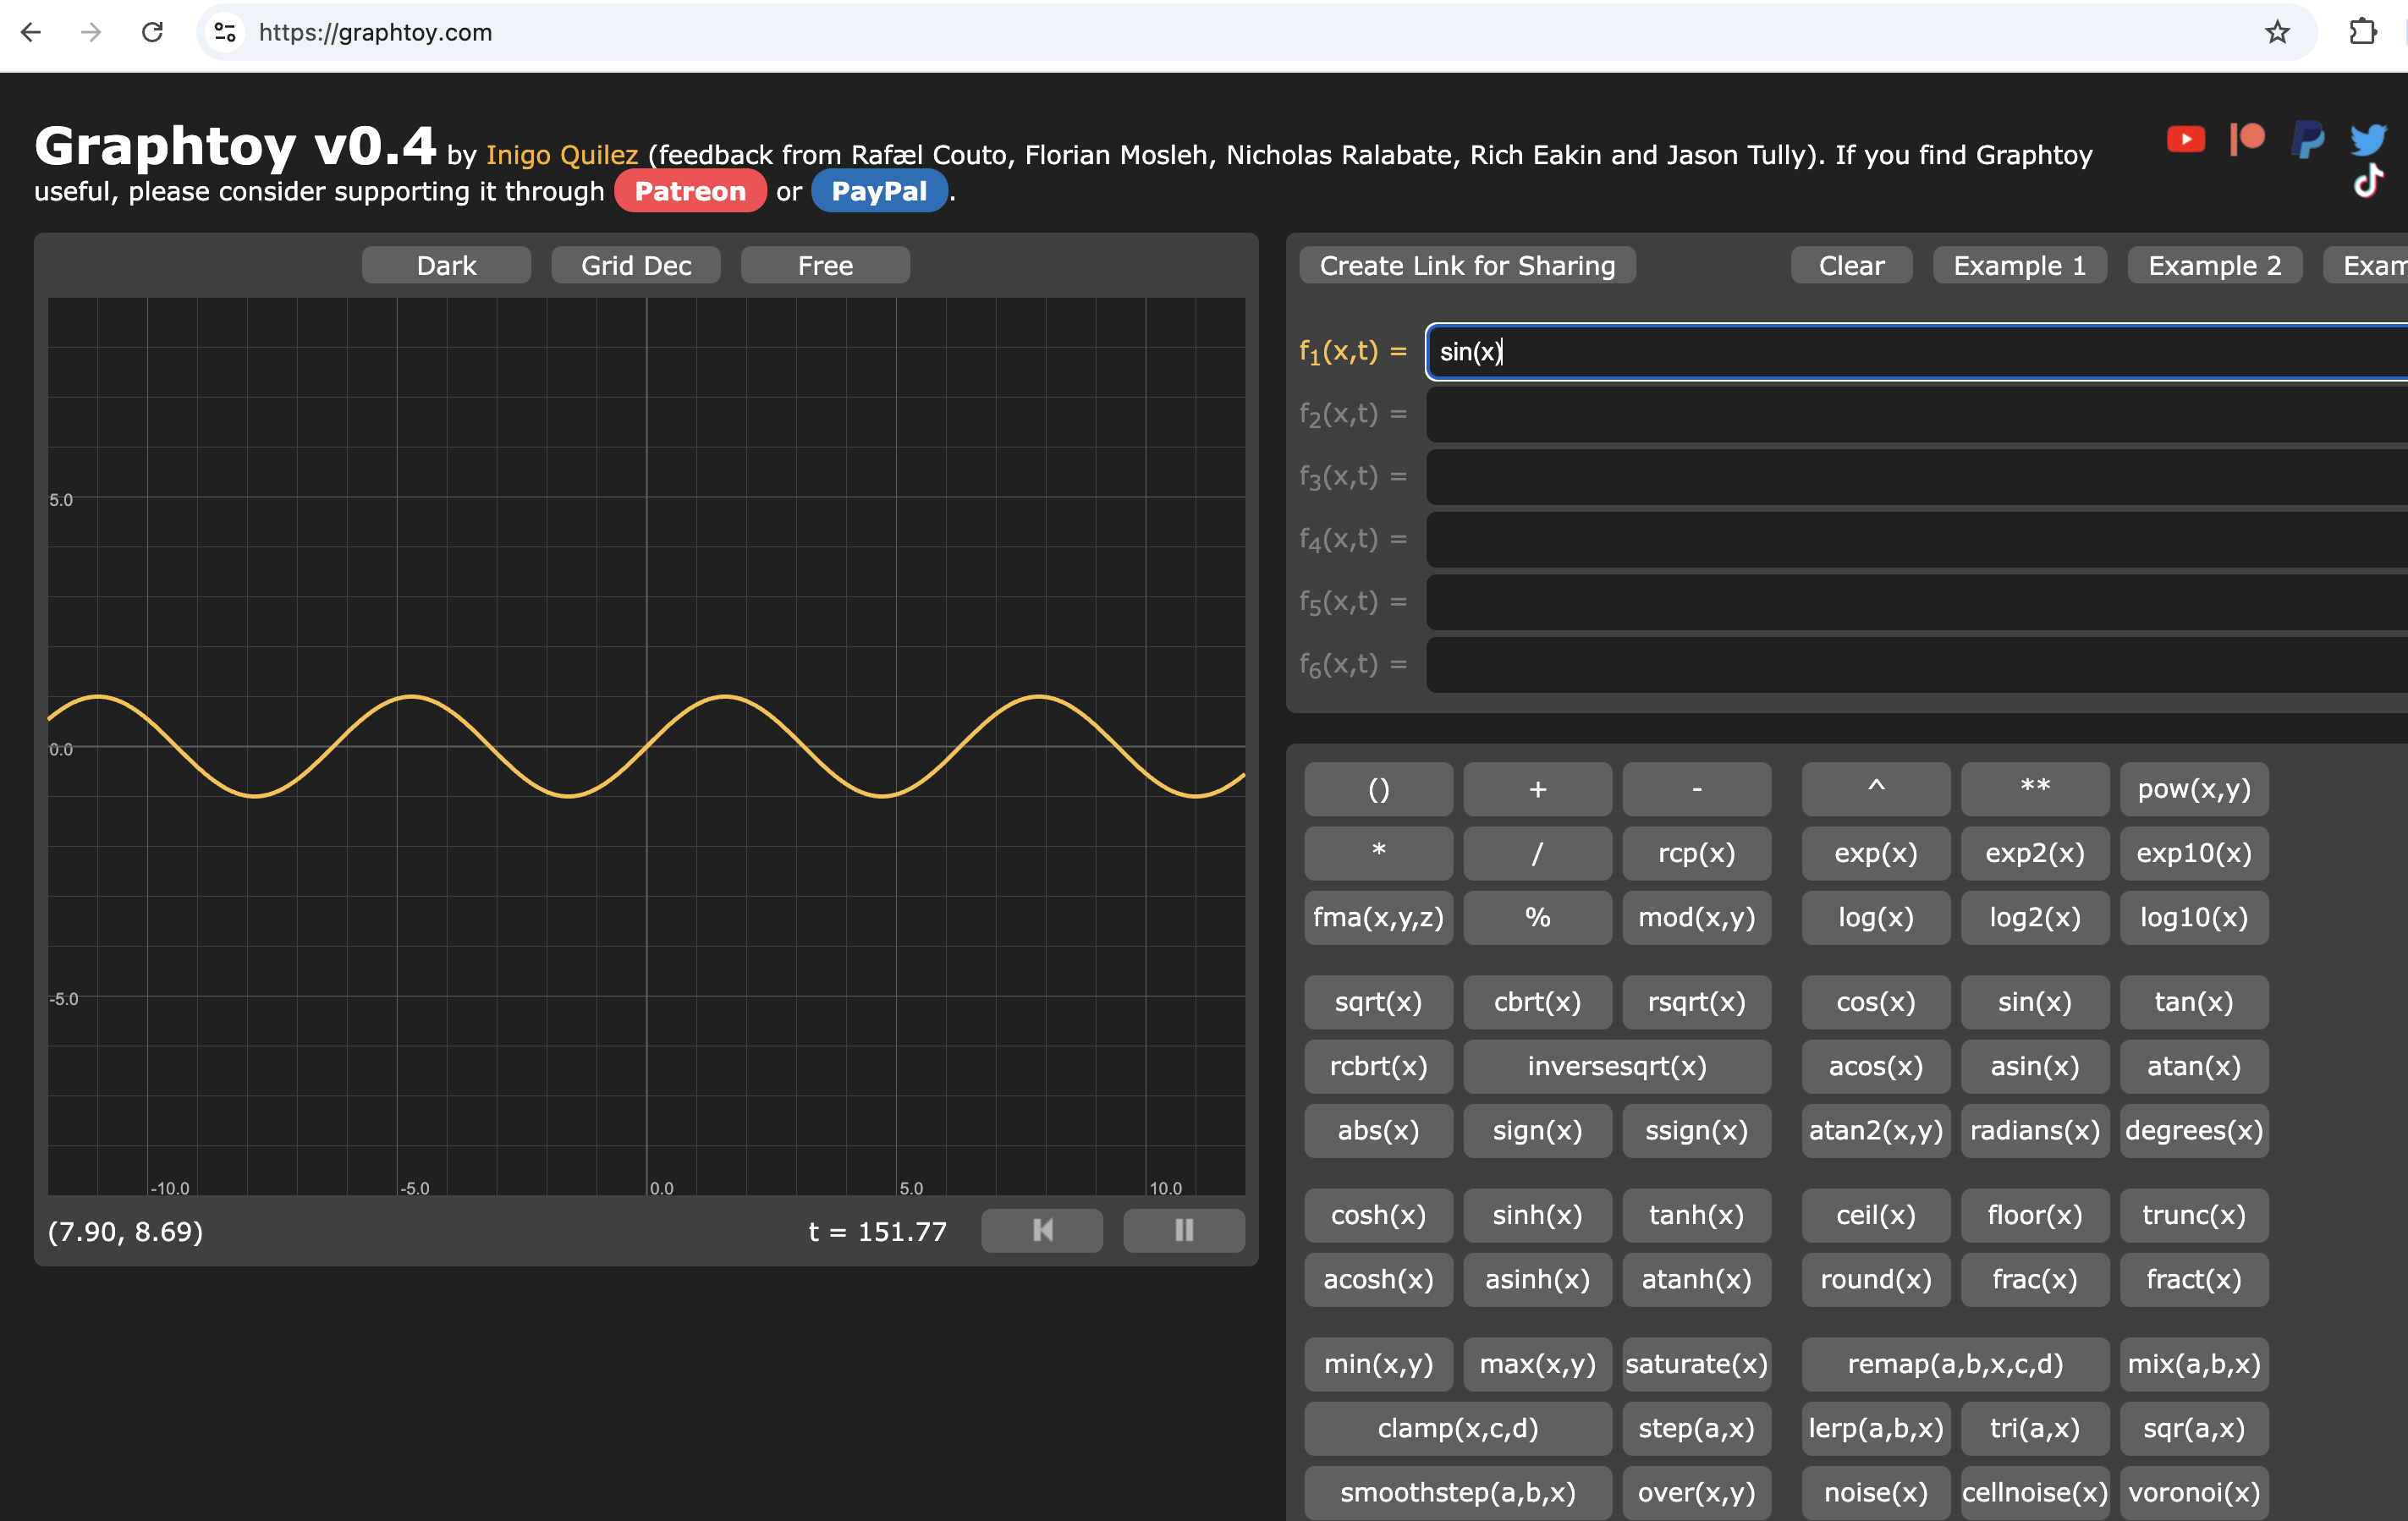 https://graphtoy.com
Graphtoy v0.4 by Inigo Quilez (feedback from Rafæl Couto, Florian Mosleh, Nicholas Ralabate, Rich Eakin and Jason Tully). If you find Graphtoy
useful, please consider supporting it through Patreon or PayPal.
Dark Grid Dec Free
5.0
0.0
-5.0
-10.0 -5.0 0.0 5.0 10.0
(7.90, 8.69) t = 151.77
Create Link for Sharing Clear Example 1 Example 2 Exam
f1(x,t) = sin(x)
f2(x,t) =
f3(x,t) =
f4(x,t) =
f5(x,t) =
f6(x,t) =
() + - ^ ** pow(x,y)
* / rcp(x) exp(x) exp2(x) exp10(x)
fma(x,y,z) % mod(x,y) log(x) log2(x) log10(x)
sqrt(x) cbrt(x) rsqrt(x) cos(x) sin(x) tan(x)
rcbrt(x) inversesqrt(x) acos(x) asin(x) atan(x)
abs(x) sign(x) ssign(x) atan2(x,y) radians(x) degrees(x)
cosh(x) sinh(x) tanh(x) ceil(x) floor(x) trunc(x)
acosh(x) asinh(x) atanh(x) round(x) frac(x) fract(x)
min(x,y) max(x,y) saturate(x) remap(a,b,x,c,d) mix(a,b,x)
clamp(x,c,d) step(a,x) lerp(a,b,x) tri(a,x) sqr(a,x)
smoothstep(a,b,x) over(x,y) noise(x) cellnoise(x) voronoi(x)